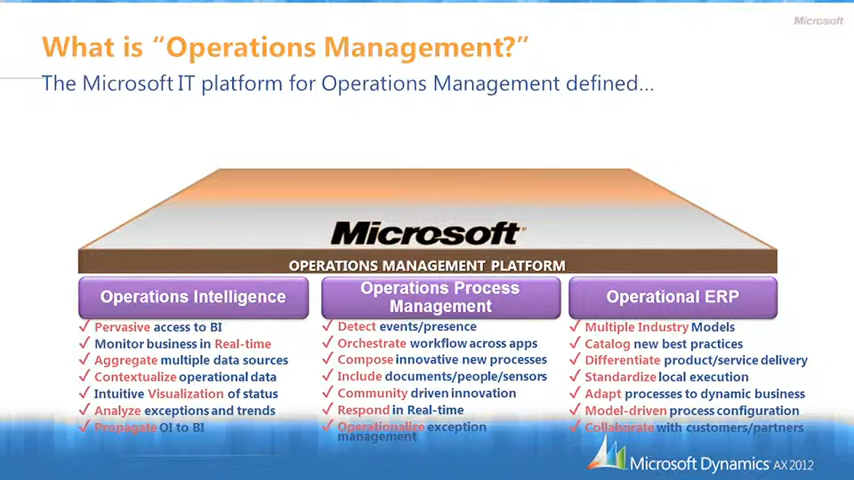 Microsoft
What is “Operations Management?”
The Microsoft IT platform for Operations Management defined…
Microsoft
OPERATIONS MANAGEMENT PLATFORM
Operations Intelligence
✓ Pervasive access to BI
✓ Monitor business in Real-time
✓ Aggregate multiple data sources
✓ Contextualize operational data
✓ Intuitive Visualization of status
✓ Analyze exceptions and trends
✓ Propagate OI to BI
Operations Process
Management
✓ Detect events/presence
✓ Orchestrate workflow across apps
✓ Compose innovative new processes
✓ Include documents/people/sensors
✓ Community driven innovation
✓ Respond in Real-time
✓ Operationalize exception
management
Operational ERP
✓ Multiple Industry Models
✓ Catalog new best practices
✓ Differentiate product/service delivery
✓ Standardize local execution
✓ Adapt processes to dynamic business
✓ Model-driven process configuration
✓ Collaborate with customers/partners
Microsoft Dynamics AX 2012